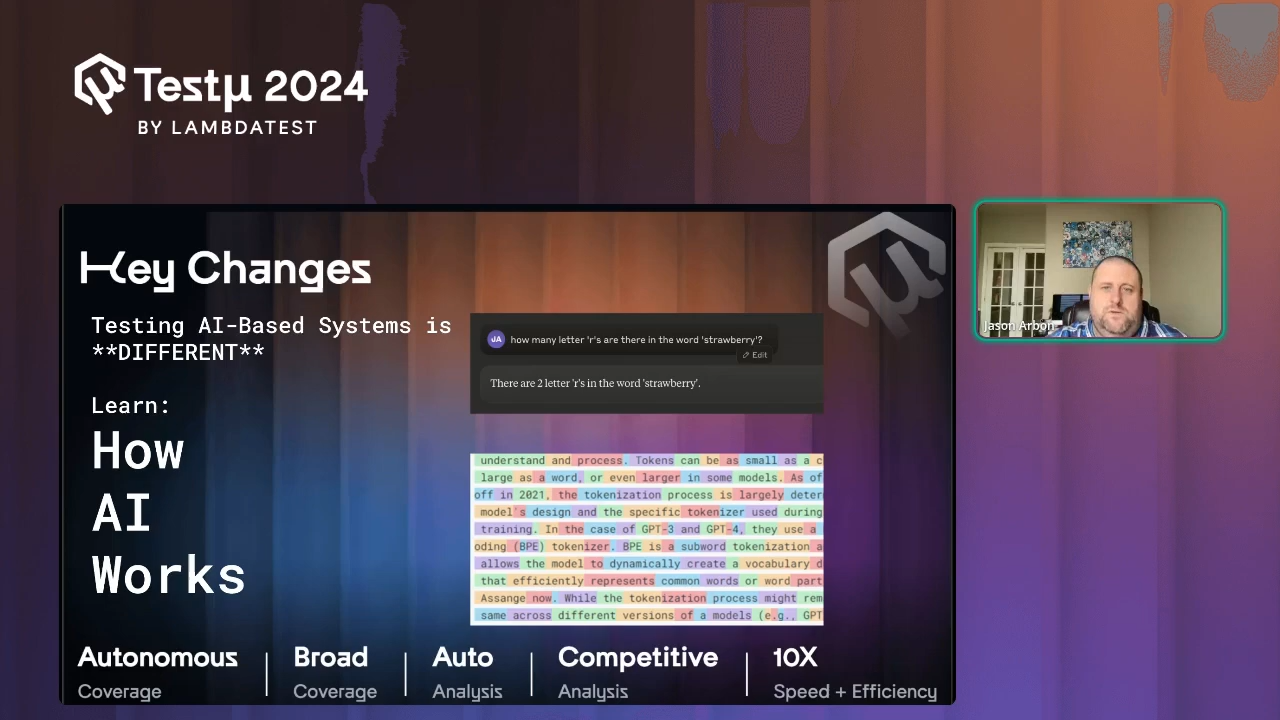 Testμ 2024
BY LAMBDATEST
Key Changes
Testing AI-Based Systems is
**DIFFERENT**
Learn:
How
AI
Works
JA how many letter 'r's are there in the word 'strawberry'?
Edit
There are 2 letter 'r's in the word 'strawberry'.
understand and process. Tokens can be as small as a c
large as a word, or even larger in some models. As of
off in 2021, the tokenization process is largely deter
model's design and the specific tokenizer used during
training. In the case of GPT-3 and GPT-4, they use a
oding (BPE) tokenizer. BPE is a subword tokenization a
allows the model to dynamically create a vocabulary d
that efficiently represents common words or word part
Assange now. While the tokenization process might rem
same across different versions of a models (e.g., GPT
Autonomous
Coverage
Broad
Coverage
Auto
Analysis
Competitive
Analysis
10X
Speed + Efficiency
Jason Arbon